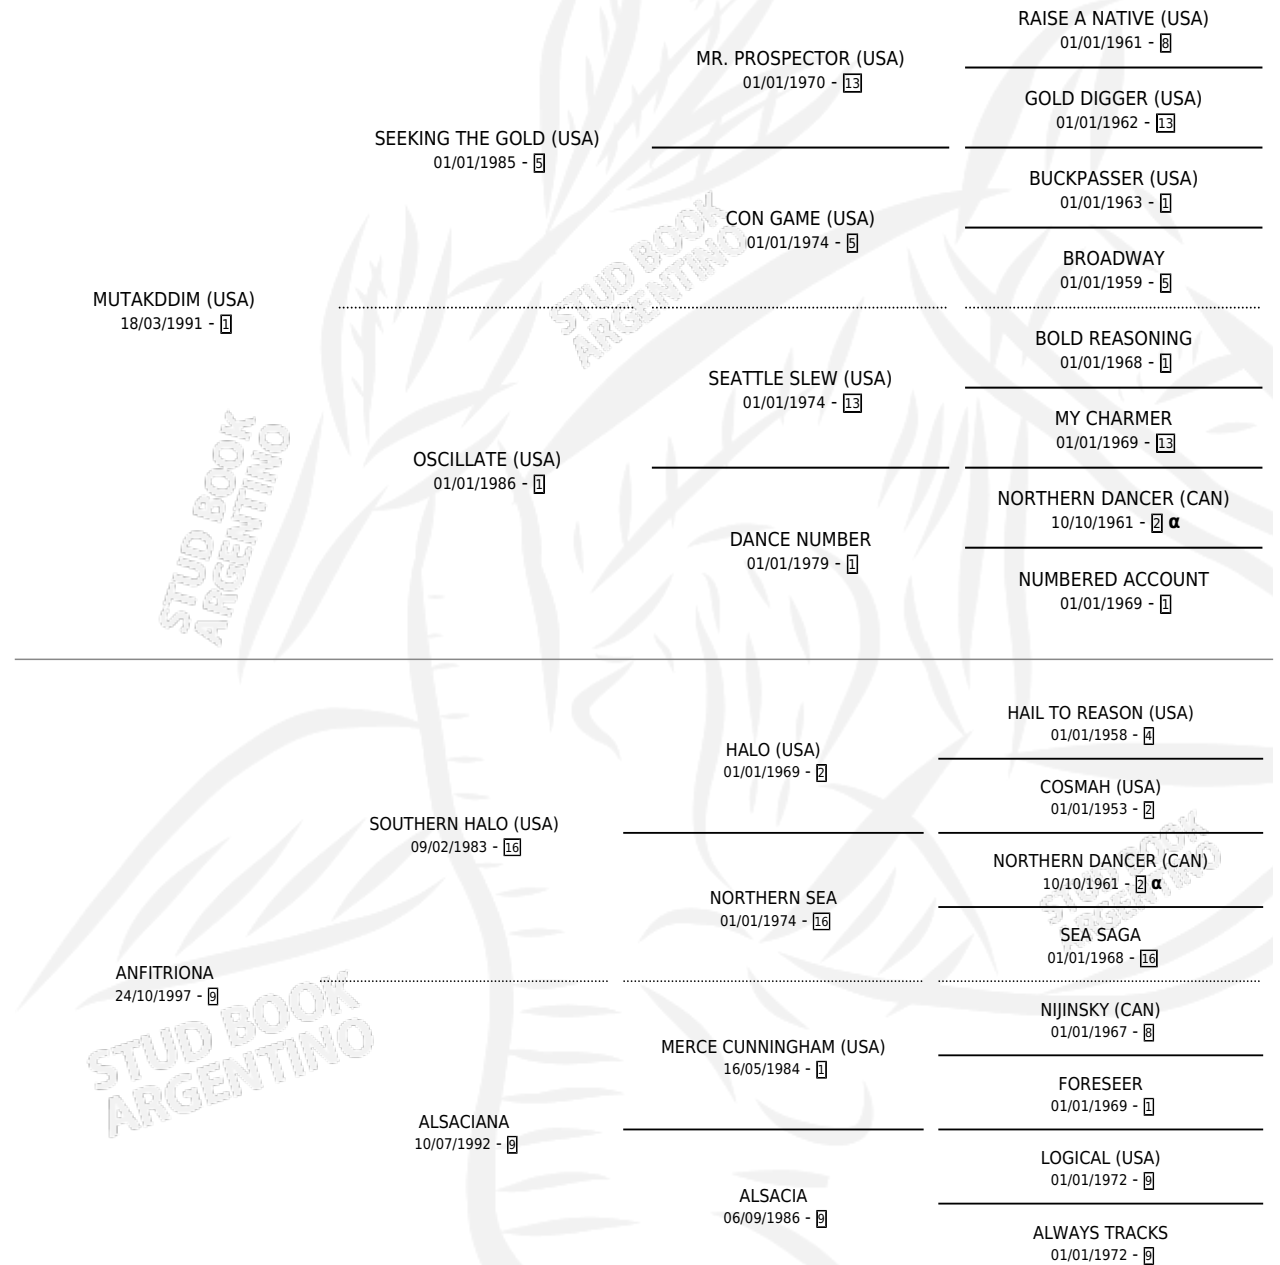 RAISE A NATIVE (USA)
01/01/1961 - 8
MR. PROSPECTOR (USA)
01/01/1970 - 13
GOLD DIGGER (USA)
01/01/1962 - 13
SEEKING THE GOLD (USA)
01/01/1985 - 5
BUCKPASSER (USA)
01/01/1963 - 1
CON GAME (USA)
01/01/1974 - 5
BROADWAY
01/01/1959 - 5
MUTAKDDIM (USA)
18/03/1991 - 1
BOLD REASONING
01/01/1968 - 1
SEATTLE SLEW (USA)
01/01/1974 - 13
MY CHARMER
01/01/1969 - 13
OSCILLATE (USA)
01/01/1986 - 1
NORTHERN DANCER (CAN)
10/10/1961 - 2 α
DANCE NUMBER
01/01/1979 - 1
NUMBERED ACCOUNT
01/01/1969 - 1
HAIL TO REASON (USA)
01/01/1958 - 4
HALO (USA)
01/01/1969 - 2
COSMAH (USA)
01/01/1953 - 2
SOUTHERN HALO (USA)
09/02/1983 - 16
NORTHERN DANCER (CAN)
10/10/1961 - 2 α
NORTHERN SEA
01/01/1974 - 16
SEA SAGA
01/01/1968 - 16
ANFITRIONA
24/10/1997 - 9
NIJINSKY (CAN)
01/01/1967 - 8
MERCE CUNNINGHAM (USA)
16/05/1984 - 1
FORESEER
01/01/1969 - 1
ALSACIANA
10/07/1992 - 9
LOGICAL (USA)
01/01/1972 - 9
ALSACIA
06/09/1986 - 9
ALWAYS TRACKS
01/01/1972 - 9
STUD BOOK
ARGENTINO
STUD BOOK
ARGENTINO
STUD BOOK
ARGENTINO
STUD BOOK
ARGENTINO